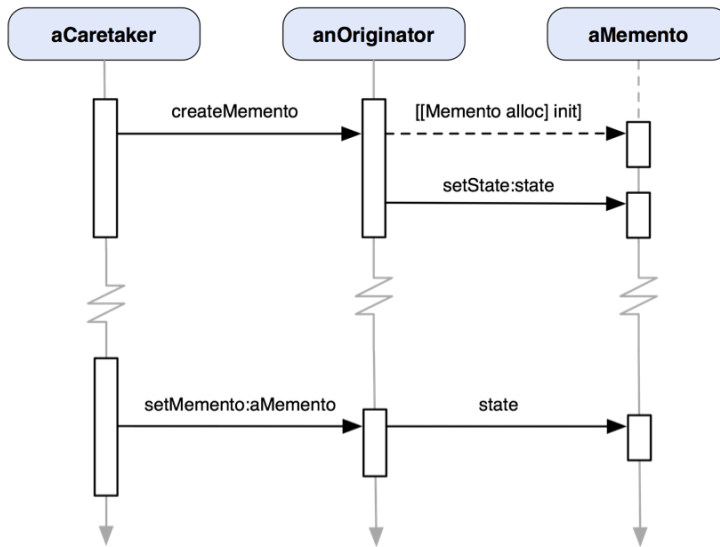 aCaretaker
anOriginator
aMemento
createMemento
[[Memento alloc] init]
setState:state
setMemento:aMemento
state